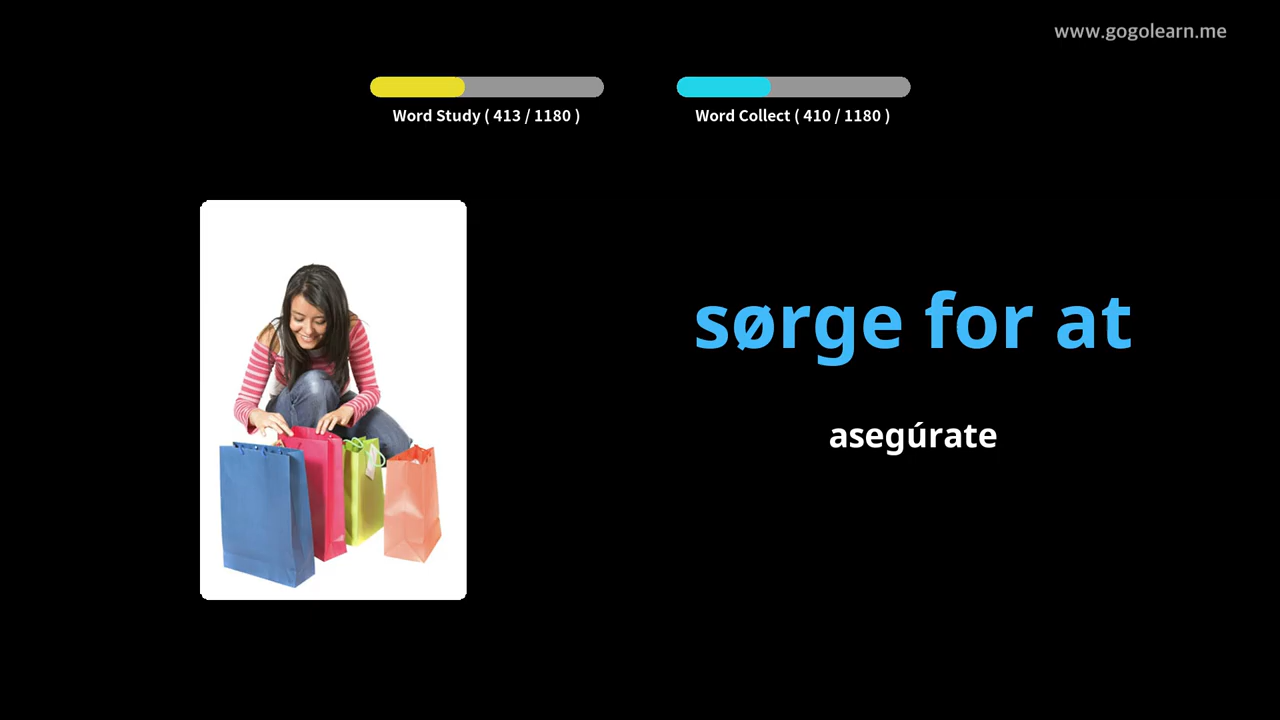 www.gogolearn.me
Word Study ( 413 / 1180 )
Word Collect ( 410 / 1180 )
sørge for at
asegúrate